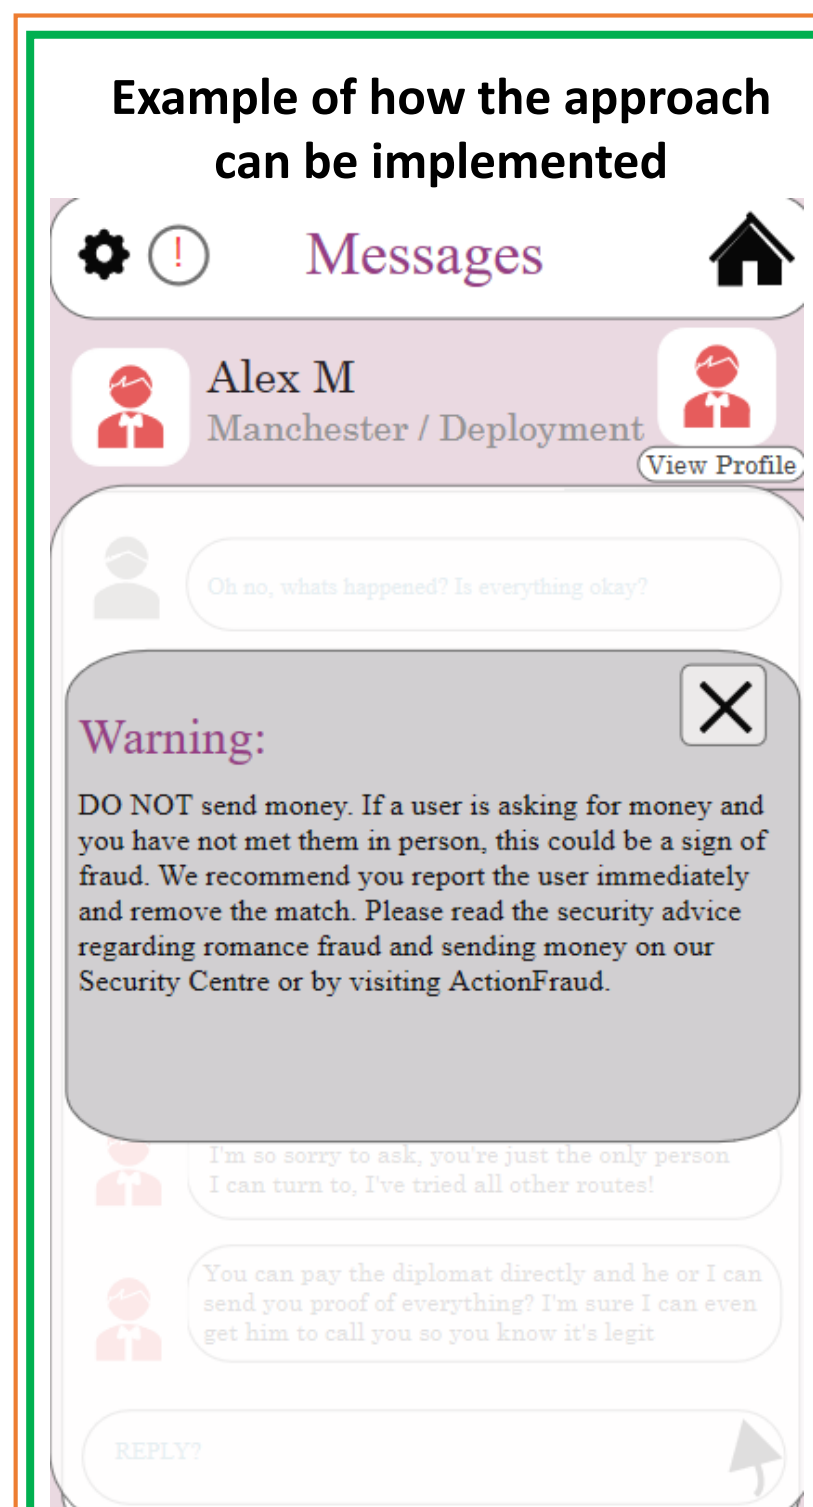 Example of how the approach
can be implemented
!
Messages
Alex M
Manchester / Deployment
View Profile
Oh no, whats happened? Is everything okay?
Warning:
DO NOT send money. If a user is asking for money and
you have not met them in person, this could be a sign of
fraud. We recommend you report the user immediately
and remove the match. Please read the security advice
regarding romance fraud and sending money on our
Security Centre or by visiting ActionFraud.
I'm so sorry to ask, you're just the only person
I can turn to, I've tried all other routes!
You can pay the diplomat directly and he or I can
send you proof of everything? I'm sure I can even
get him to call you so you know it's legit
REPLY?